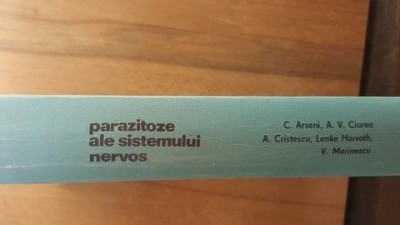 parazitoze
ale sistemului
nervos
C. Arseni, A. V. Ciurea
A. Cristescu, Lenke Horvath,
V. Marinescu